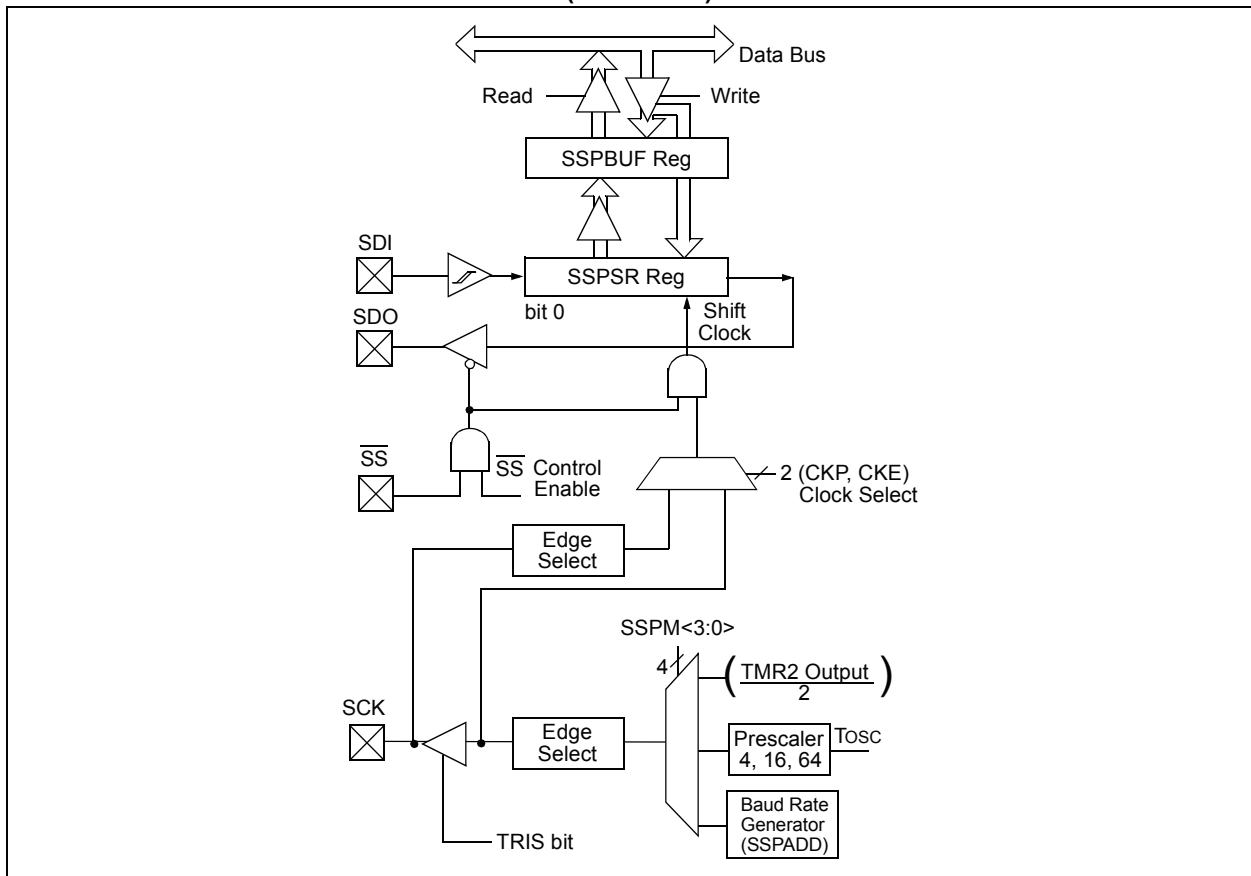 Data Bus
Read
Write
SSPBUF Reg
SDI
SSPSR Reg
bit 0
Shift
Clock
SDO
SS
SS Control
Enable
2 (CKP, CKE)
Clock Select
Edge
Select
SSPM<3:0>
4
( TMR2 Output )
2
SCK
Edge
Select
Prescaler
4, 16, 64
TOSC
Baud Rate
Generator
(SSPADD)
TRIS bit